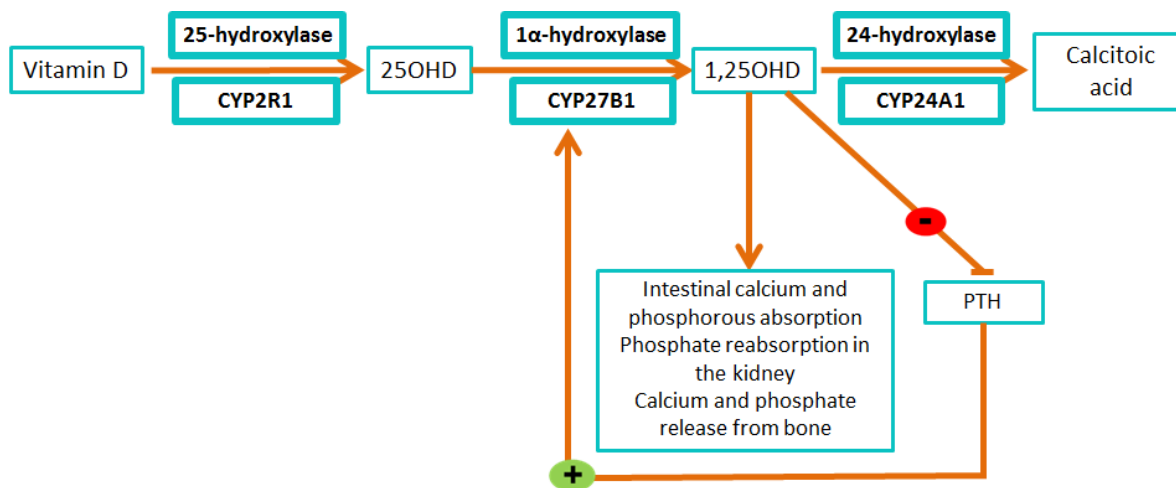 25-hydroxylase
1α-hydroxylase
24-hydroxylase
Vitamin D
25OHD
1,25OHD
Calcitoic
acid
CYP2R1
CYP27B1
CYP24A1
-
Intestinal calcium and
phosphorous absorption
Phosphate reabsorption in
the kidney
Calcium and phosphate
release from bone
PTH
+